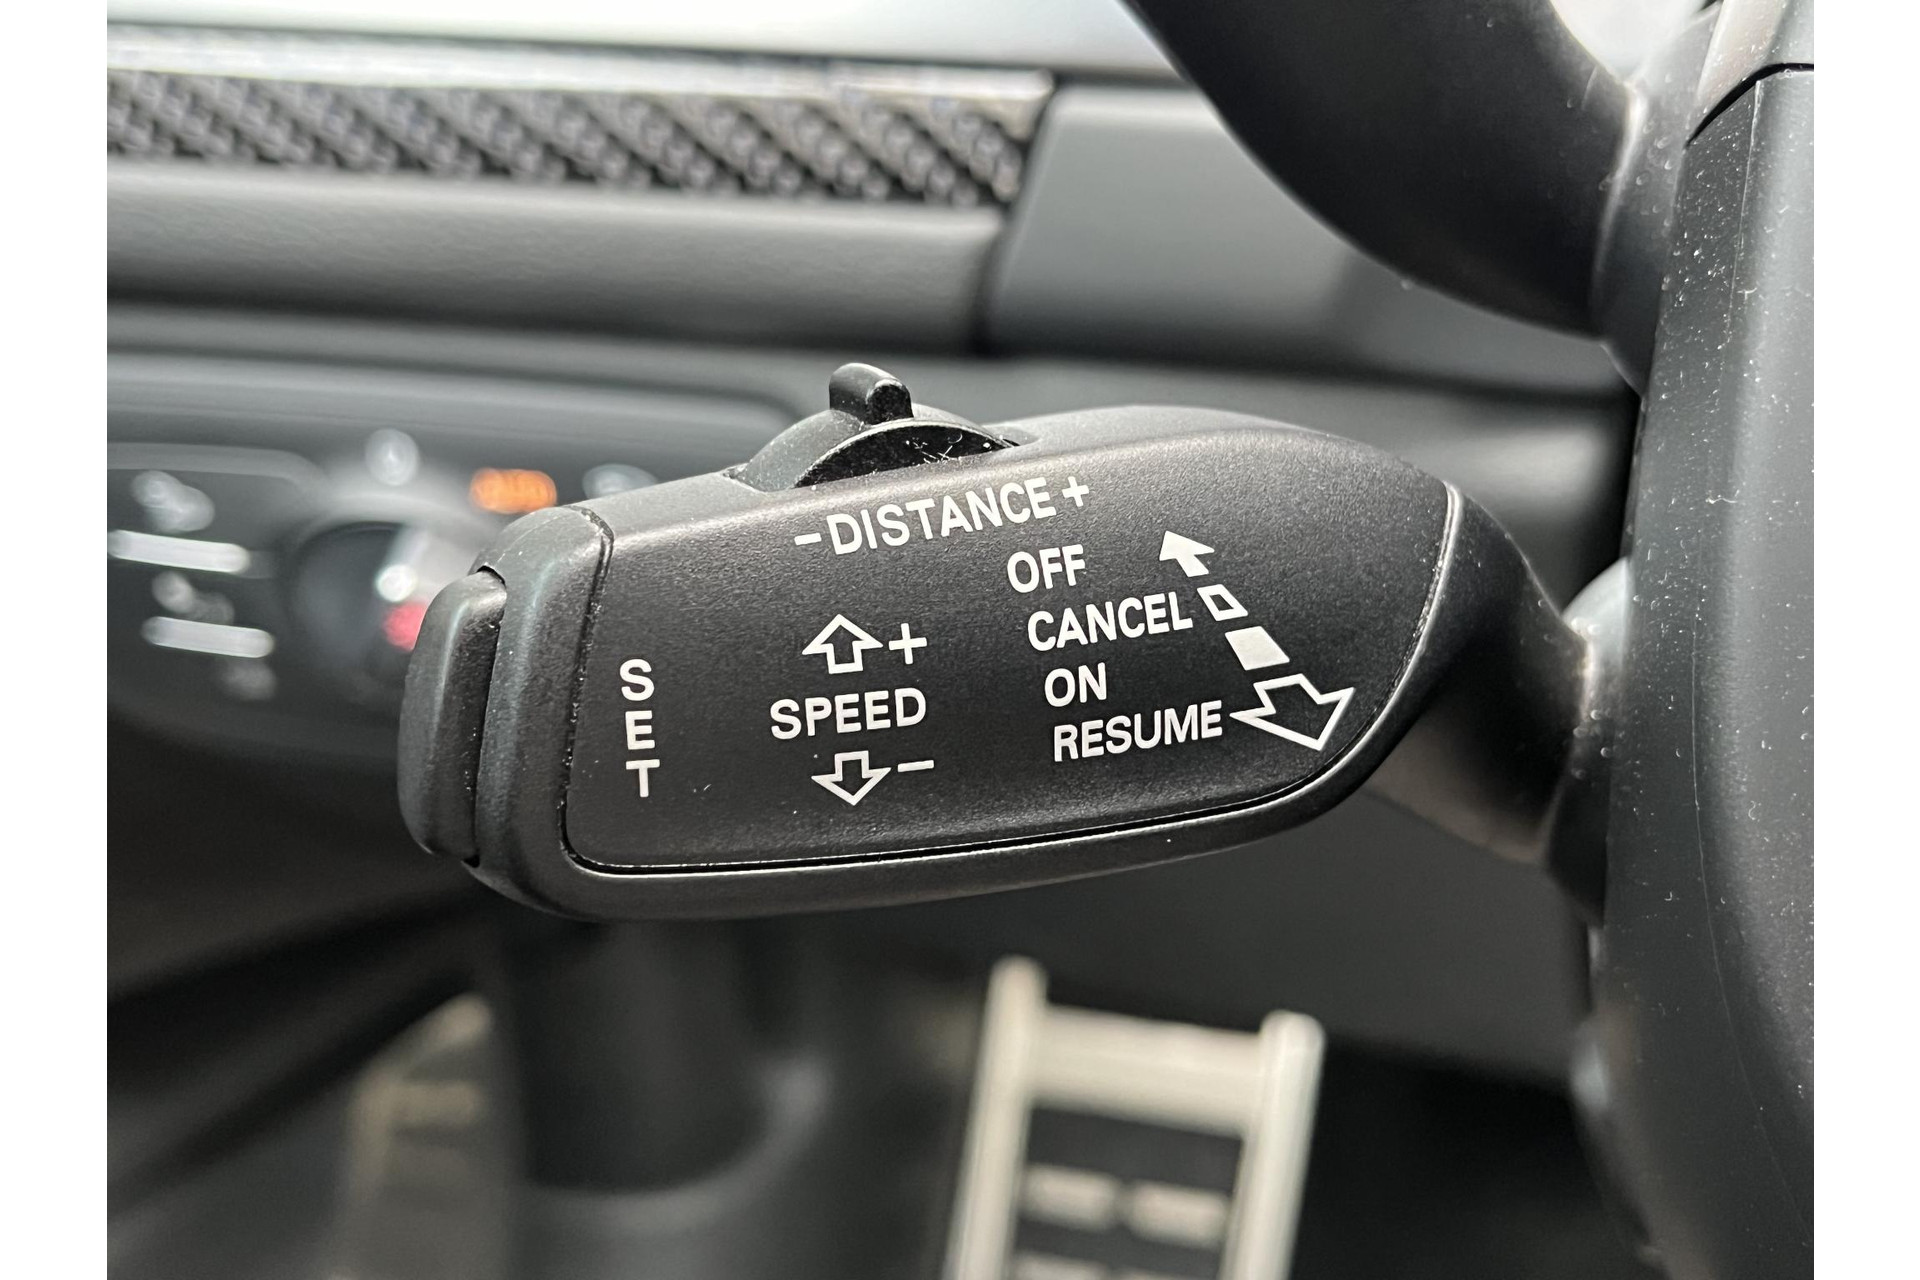 -DISTANCE+
OFF
CANCEL
ON
RESUME
+
SPEED
-
SET